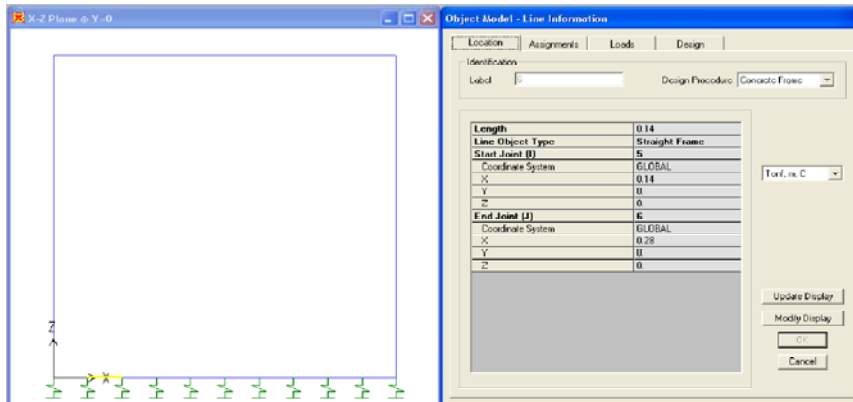 X-Z Plane @ Y=0
Z
X
Object Model - Line Information
Location Assignments Loads Design
Identification
Label 6 Design Procedure Concrete Frame
Length 0.14
Line Object Type Straight Frame
Start Joint (I) 5
Coordinate System GLOBAL
X 0.14
Y 0.
Z 0.
End Joint (J) 6
Coordinate System GLOBAL
X 0.28
Y 0.
Z 0.
Tonf, m, C
Update Display
Modify Display
OK
Cancel